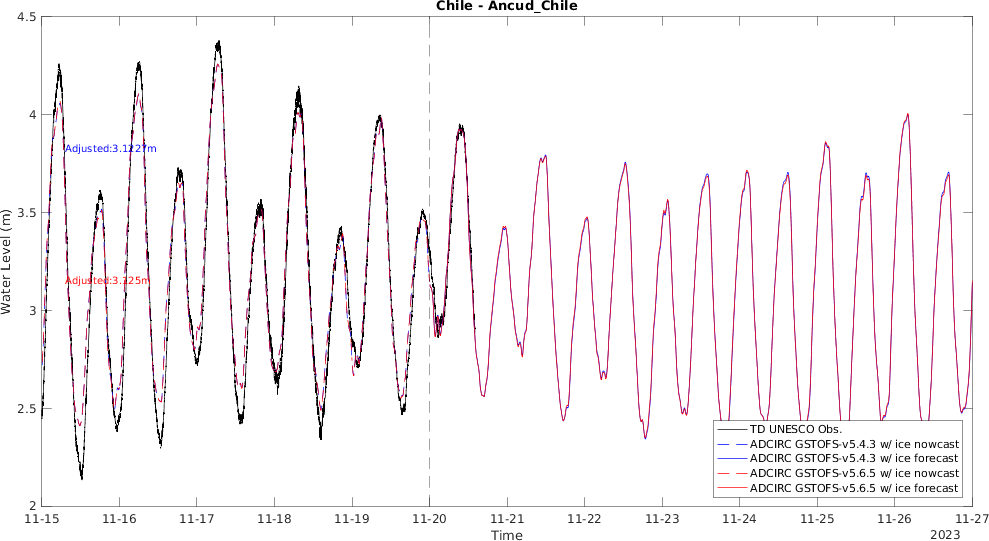 Chile - Ancud_Chile
4.5
4
3.5
3
2.5
2
Water Level (m)
Adjusted:3.1227m
Adjusted:3.125m
TD UNESCO Obs.
ADCIRC GSTOFS-v5.4.3 w/ ice nowcast
ADCIRC GSTOFS-v5.4.3 w/ ice forecast
ADCIRC GSTOFS-v5.6.5 w/ ice nowcast
ADCIRC GSTOFS-v5.6.5 w/ ice forecast
11-15 11-16 11-17 11-18 11-19 11-20 11-21 11-22 11-23 11-24 11-25 11-26 11-27
Time
2023